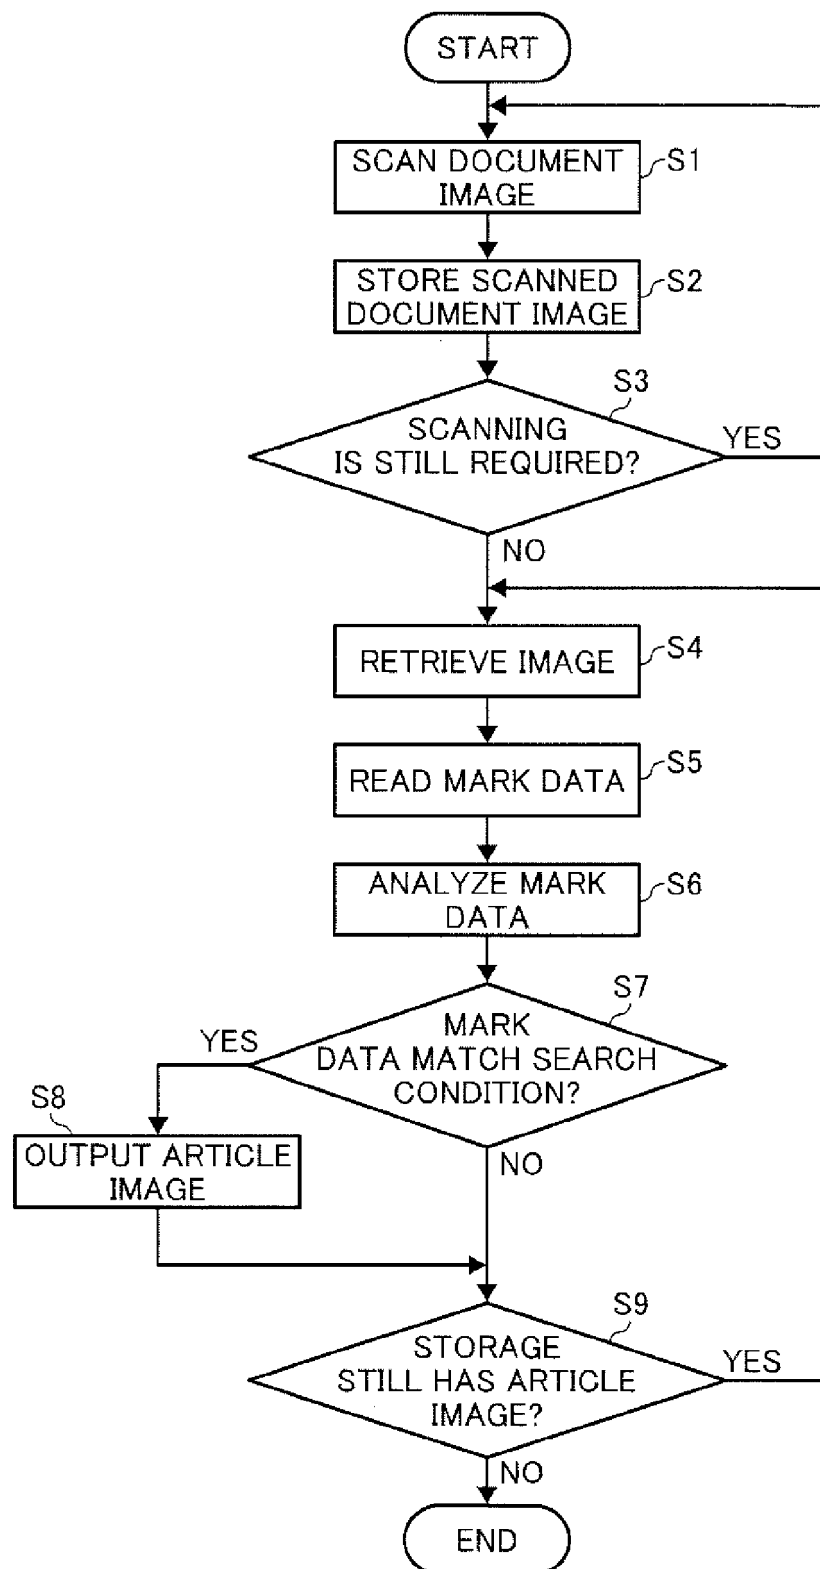 START
SCAN DOCUMENT
IMAGE
S1
STORE SCANNED
DOCUMENT IMAGE
S2
S3
SCANNING
IS STILL REQUIRED?
YES
NO
RETRIEVE IMAGE
S4
READ MARK DATA
S5
ANALYZE MARK
DATA
S6
S7
MARK
DATA MATCH SEARCH
CONDITION?
YES
NO
S8
OUTPUT ARTICLE
IMAGE
S9
STORAGE
STILL HAS ARTICLE
IMAGE?
YES
NO
END